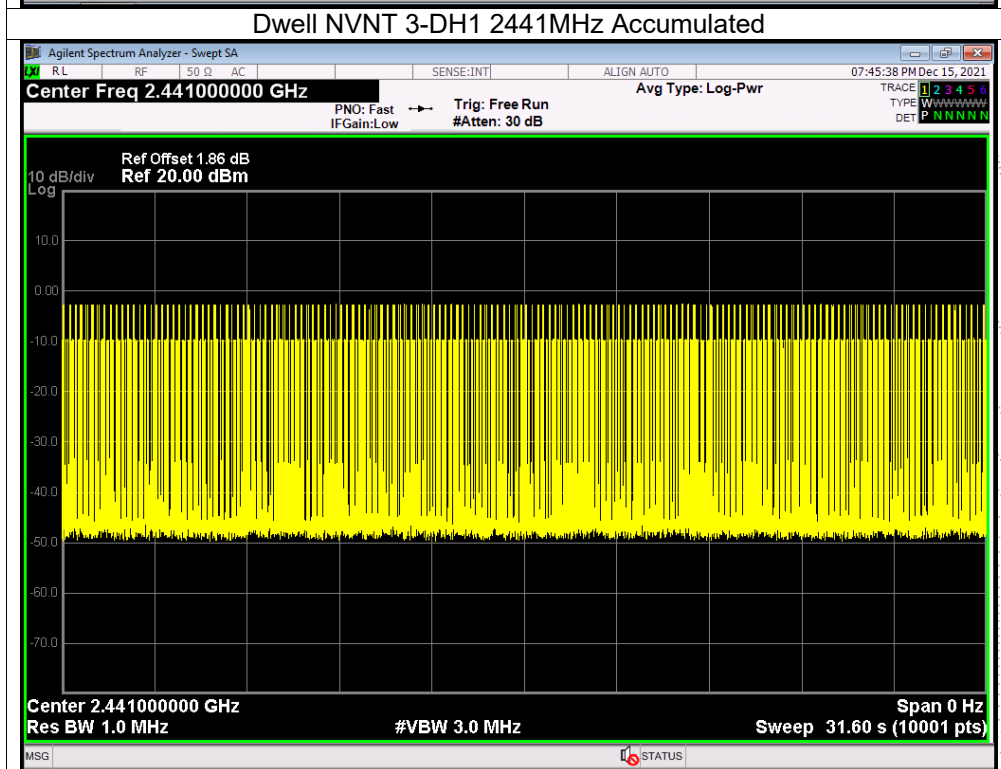 Dwell NVNT 3-DH1 2441MHz Accumulated
Agilent Spectrum Analyzer - Swept SA
LXI RL RF 50 Ω AC SENSE:INT ALIGN AUTO 07:45:38 PM Dec 15, 2021
Center Freq 2.441000000 GHz Avg Type: Log-Pwr TRACE 1 2 3 4 5 6
PNO: Fast Trig: Free Run TYPE WWWWWW
IFGain:Low #Atten: 30 dB DET P N N N N N
Ref Offset 1.86 dB
10 dB/div Ref 20.00 dBm
Log
10.0
0.00
-10.0
-20.0
-30.0
-40.0
-50.0
-60.0
-70.0
Center 2.441000000 GHz Span 0 Hz
Res BW 1.0 MHz #VBW 3.0 MHz Sweep 31.60 s (10001 pts)
MSG STATUS